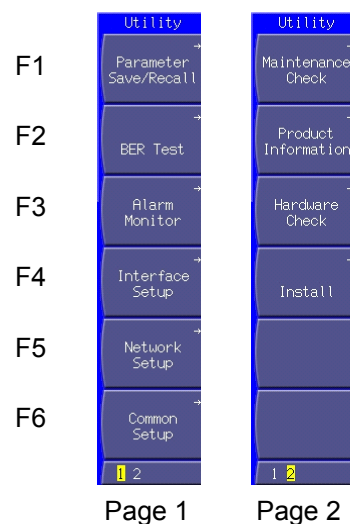 Utility
F1
Parameter
Save/Recall
→
F2
BER Test
→
F3
Alarm
Monitor
→
F4
Interface
Setup
→
F5
Network
Setup
→
F6
Common
Setup
→
1 2
Page 1
Utility
Maintenance
Check
→
Product
Information
→
Hardware
Check
→
Install
→
1 2
Page 2